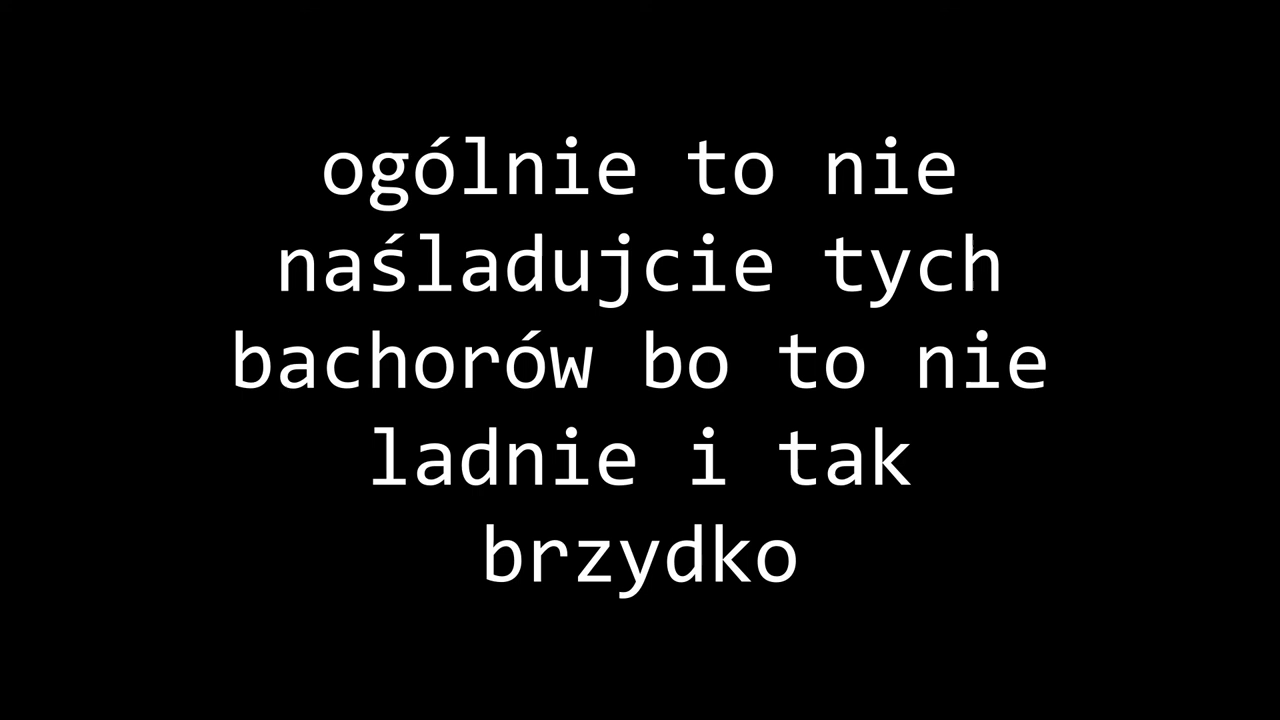 ogólnie to nie
naśladujcie tych
bachorów bo to nie
ladnie i tak
brzydko